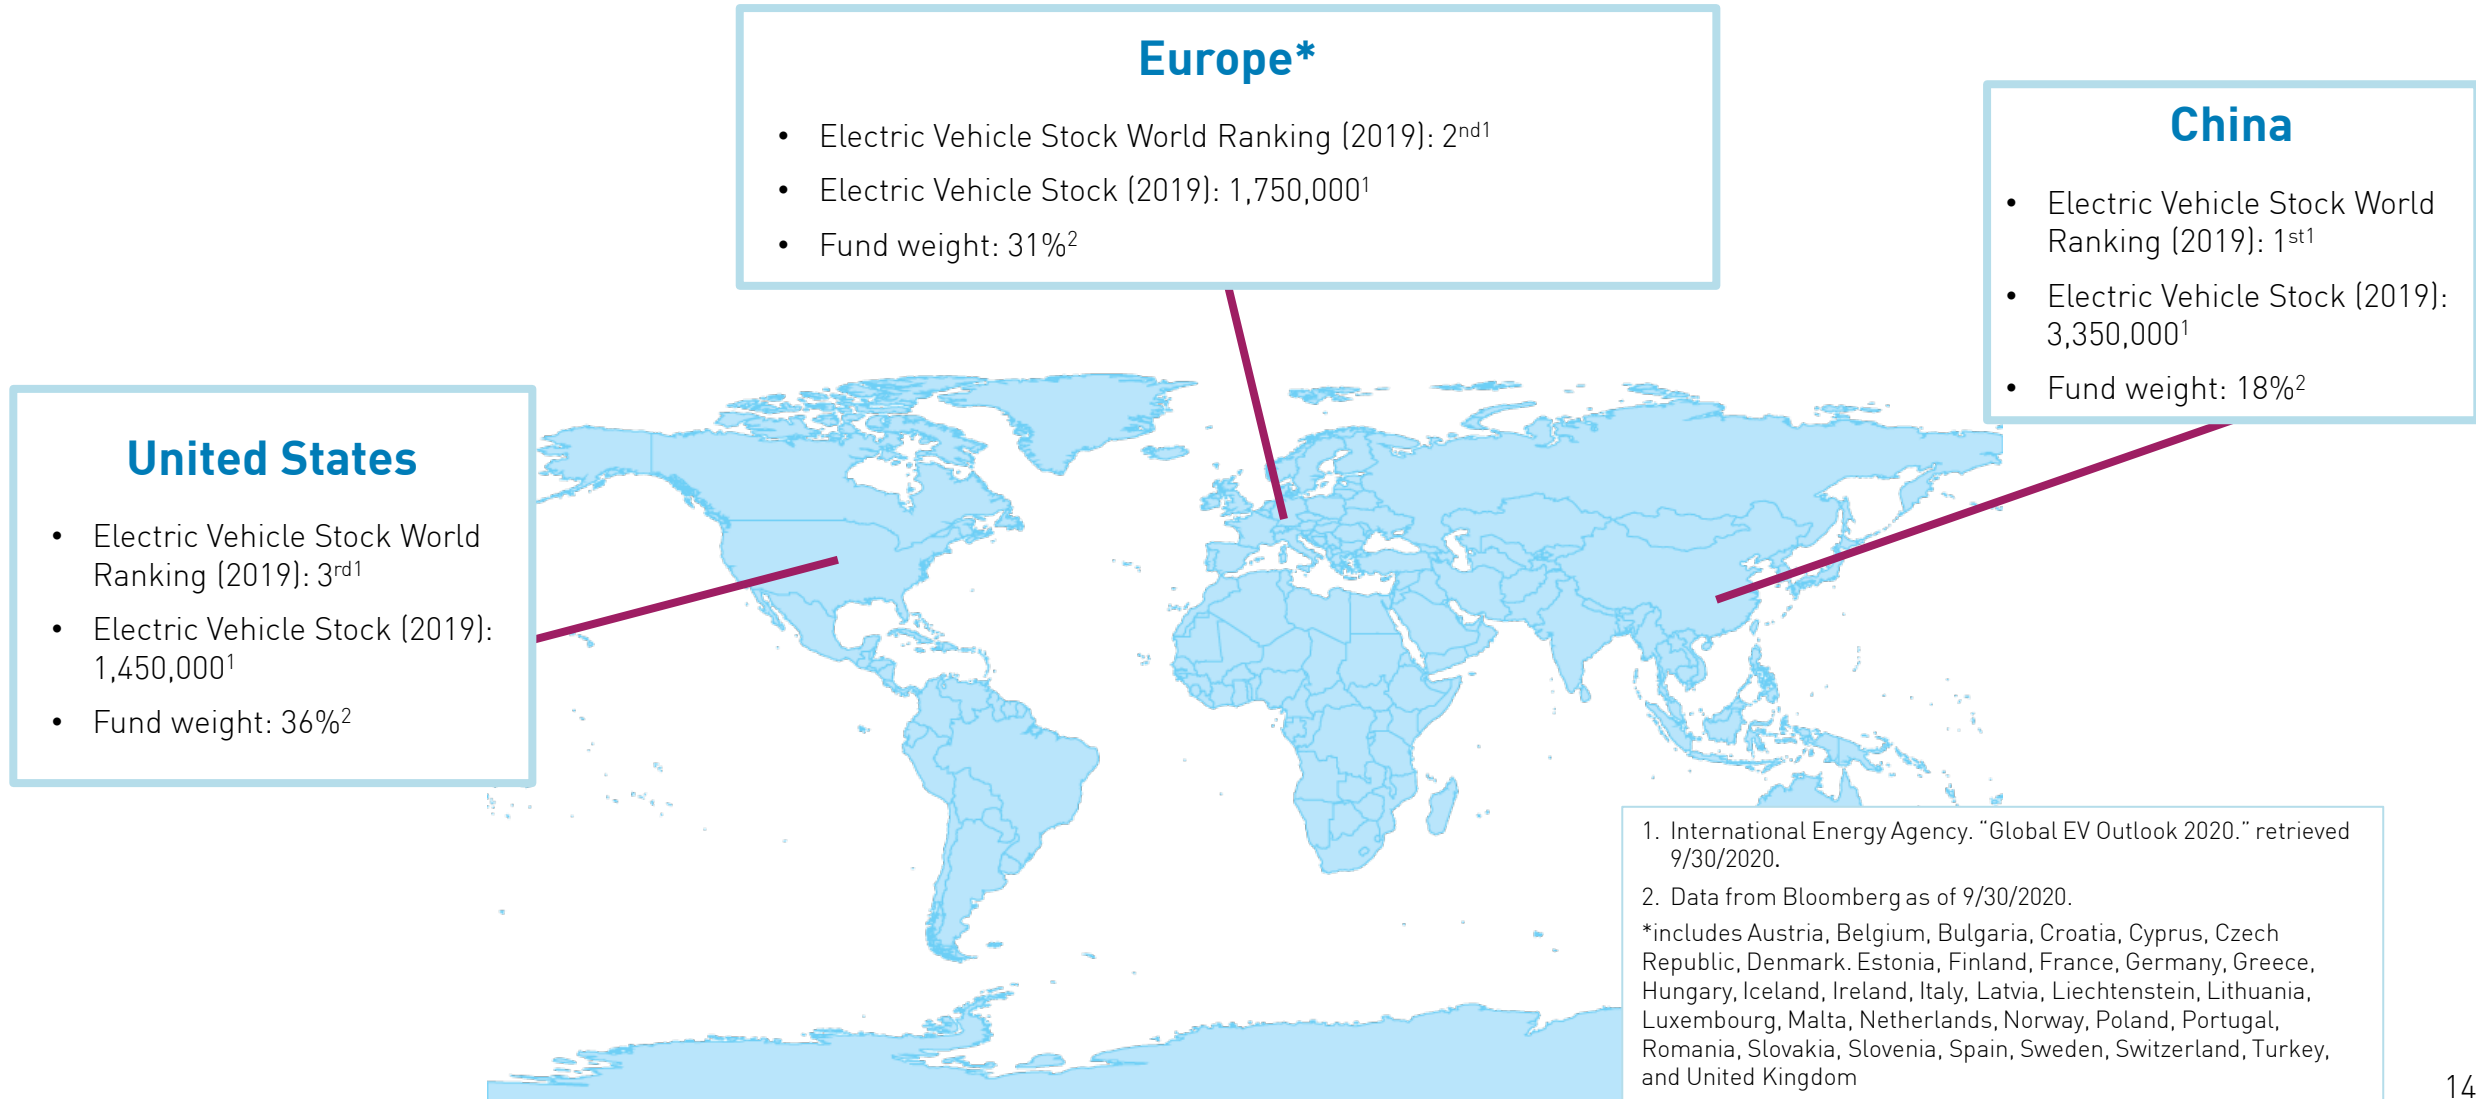 Europe*
• Electric Vehicle Stock World Ranking (2019): 2nd1
• Electric Vehicle Stock (2019): 1,750,0001
• Fund weight: 31%2
China
• Electric Vehicle Stock World
Ranking (2019): 1st1
• Electric Vehicle Stock (2019):
3,350,0001
• Fund weight: 18%2
United States
• Electric Vehicle Stock World
Ranking (2019): 3rd1
• Electric Vehicle Stock (2019):
1,450,0001
• Fund weight: 36%2
1. International Energy Agency. “Global EV Outlook 2020.” retrieved
9/30/2020.
2. Data from Bloomberg as of 9/30/2020.
*includes Austria, Belgium, Bulgaria, Croatia, Cyprus, Czech
Republic, Denmark. Estonia, Finland, France, Germany, Greece,
Hungary, Iceland, Ireland, Italy, Latvia, Liechtenstein, Lithuania,
Luxembourg, Malta, Netherlands, Norway, Poland, Portugal,
Romania, Slovakia, Slovenia, Spain, Sweden, Switzerland, Turkey,
and United Kingdom
14